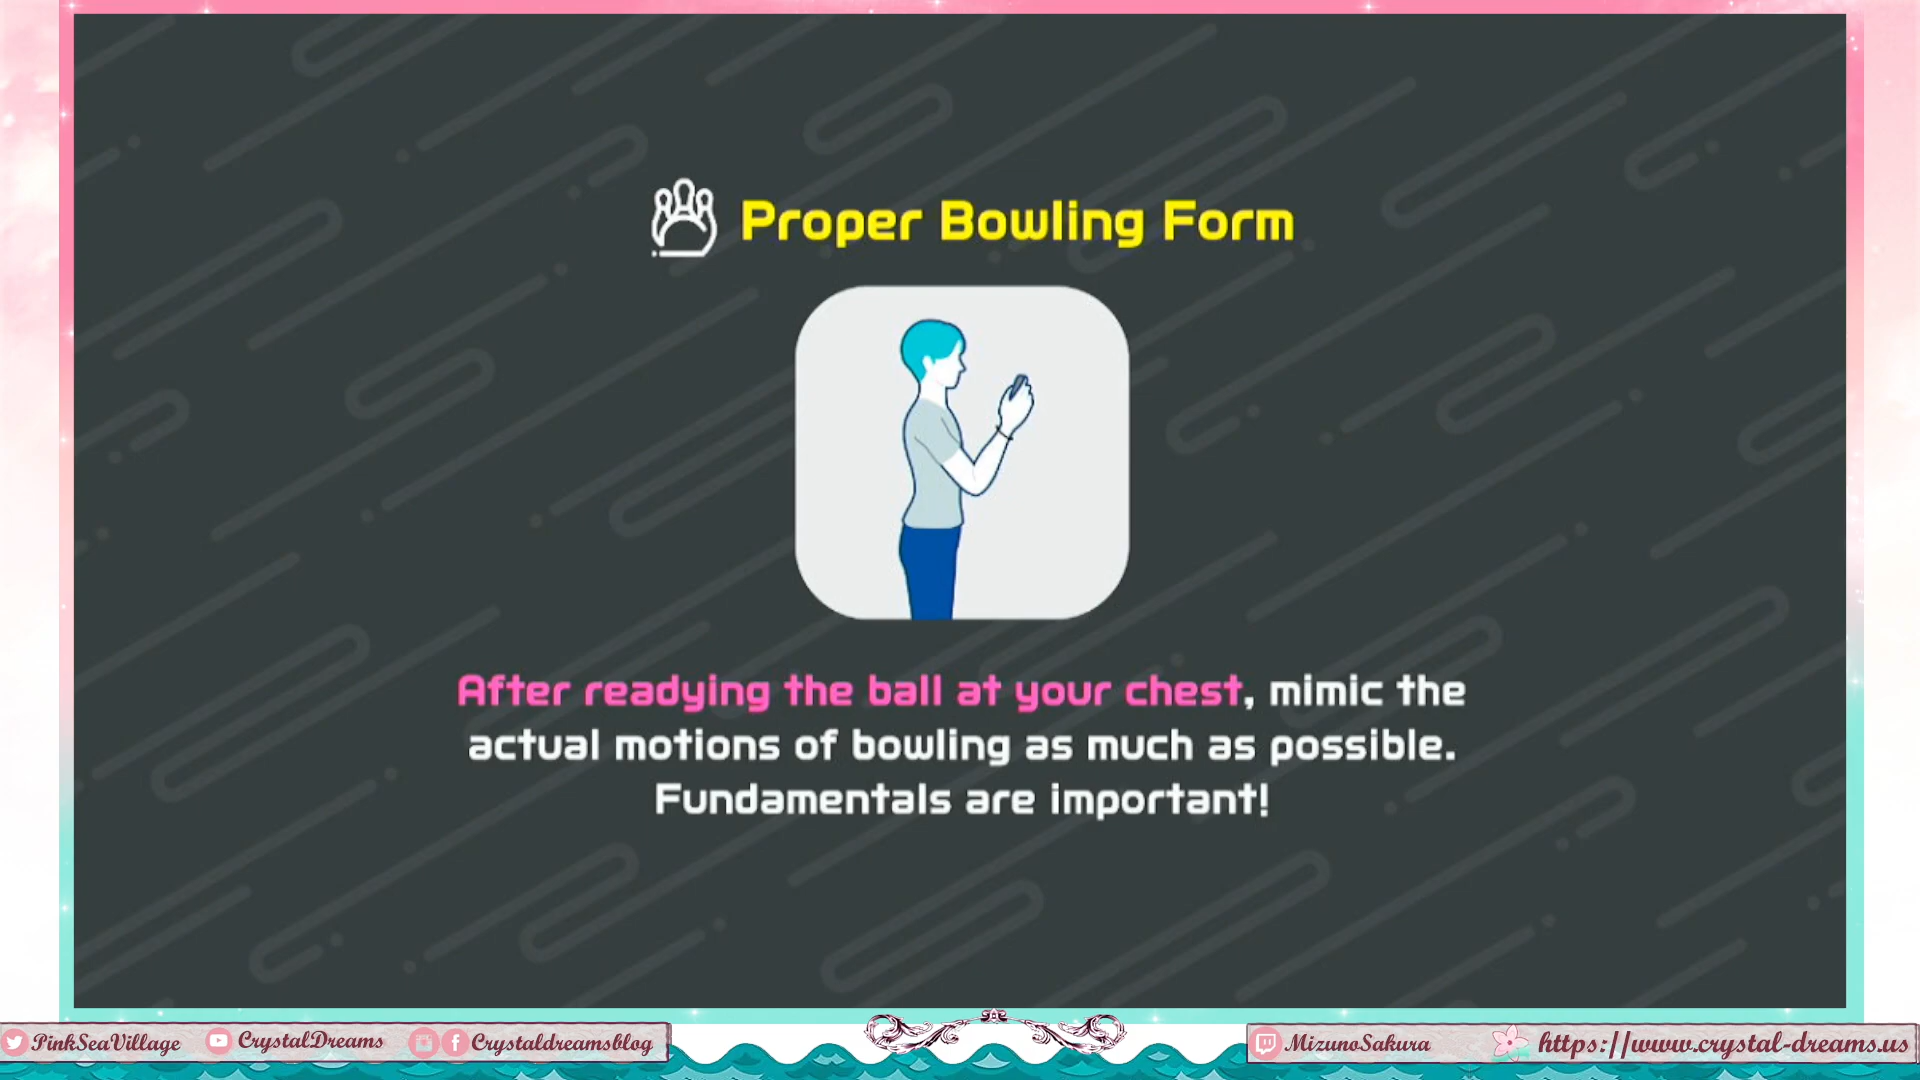 Proper Bowling Form
After readying the ball at your chest, mimic the
actual motions of bowling as much as possible.
Fundamentals are important!
PinkSeaVillage CrystalDreams Crystaldreamsblog MizunoSakura https://www.crystal-dreams.us